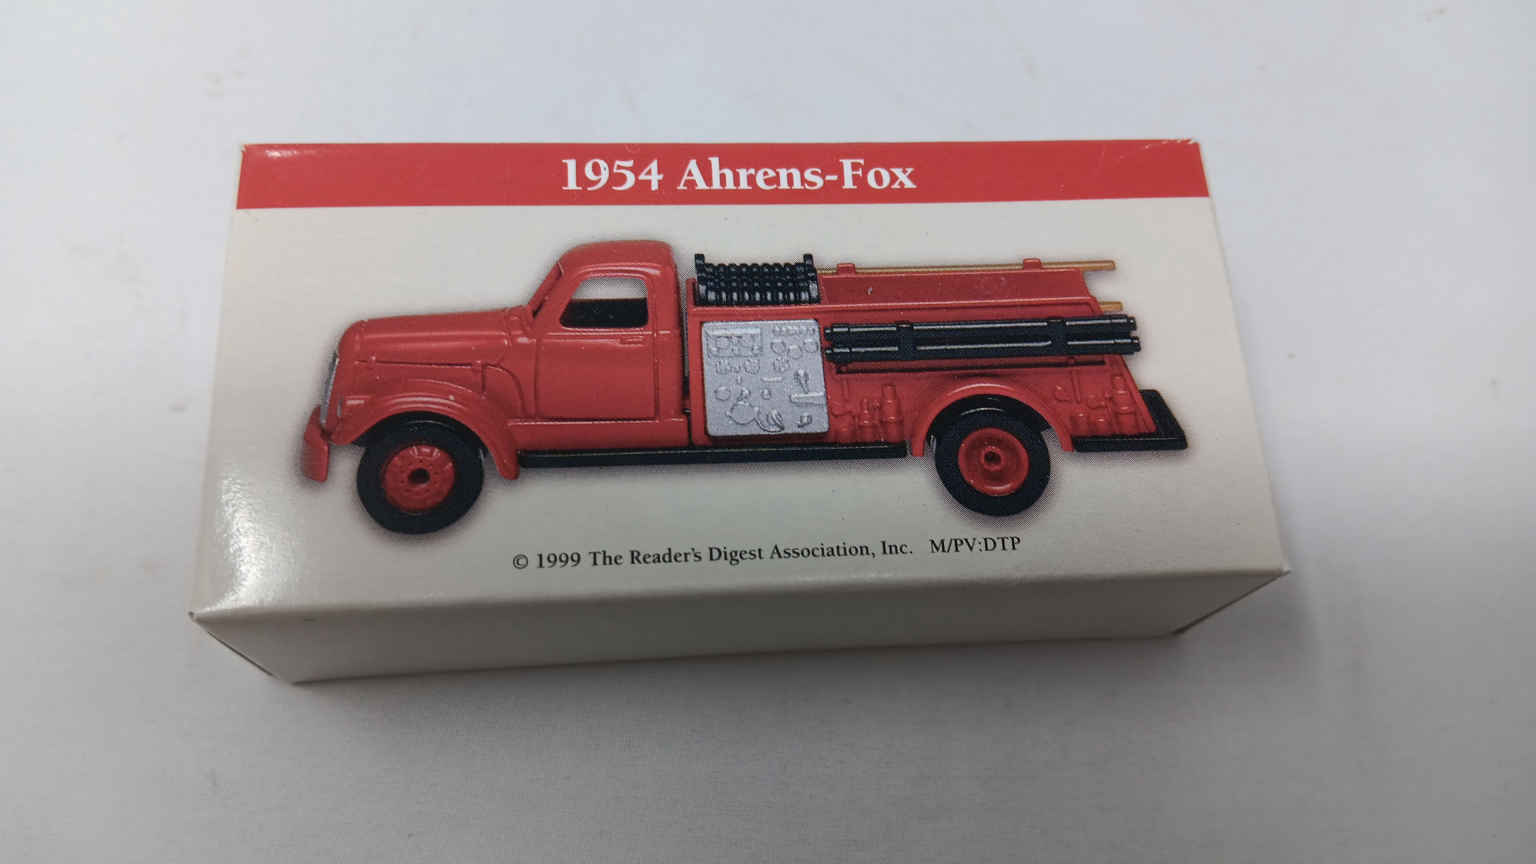 1954 Ahrens-Fox
© 1999 The Reader's Digest Association, Inc. M/PV:DTP